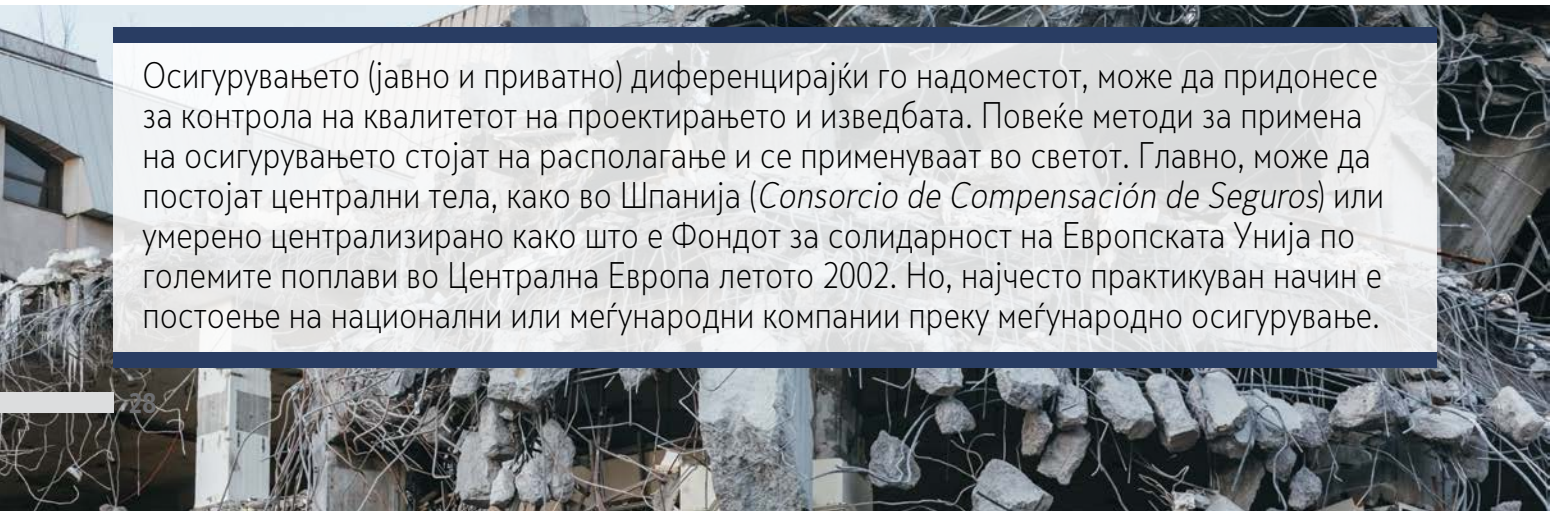 Осигурувањето (јавно и приватно) диференцирајќи го надоместот, може да придонесе
за контрола на квалитетот на проектирањето и изведбата. Повеќе методи за примена
на осигурувањето стојат на располагање и се применуваат во светот. Главно, може да
постојат централни тела, како во Шпанија (Consorcio de Compensación de Seguros) или
умерено централизирано како што е Фондот за солидарност на Европската Унија по
големите поплави во Централна Европа летото 2002. Но, најчесто практикуван начин е
постоење на национални или меѓународни компании преку меѓународно осигурување.
28